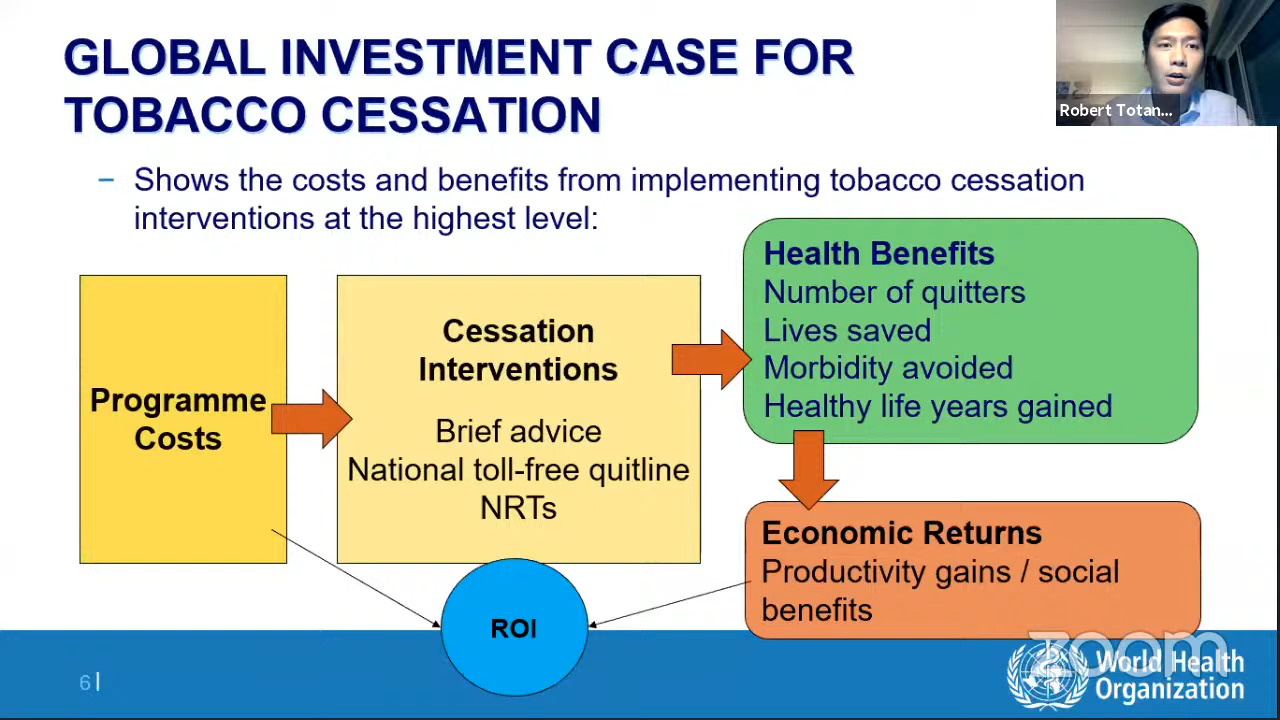 GLOBAL INVESTMENT CASE FOR
TOBACCO CESSATION
Robert Totan...
– Shows the costs and benefits from implementing tobacco cessation
interventions at the highest level:
Programme
Costs
Cessation
Interventions
Brief advice
National toll-free quitline
NRTs
Health Benefits
Number of quitters
Lives saved
Morbidity avoided
Healthy life years gained
Economic Returns
Productivity gains / social
benefits
ROI
6|
zoom
World Health
Organization